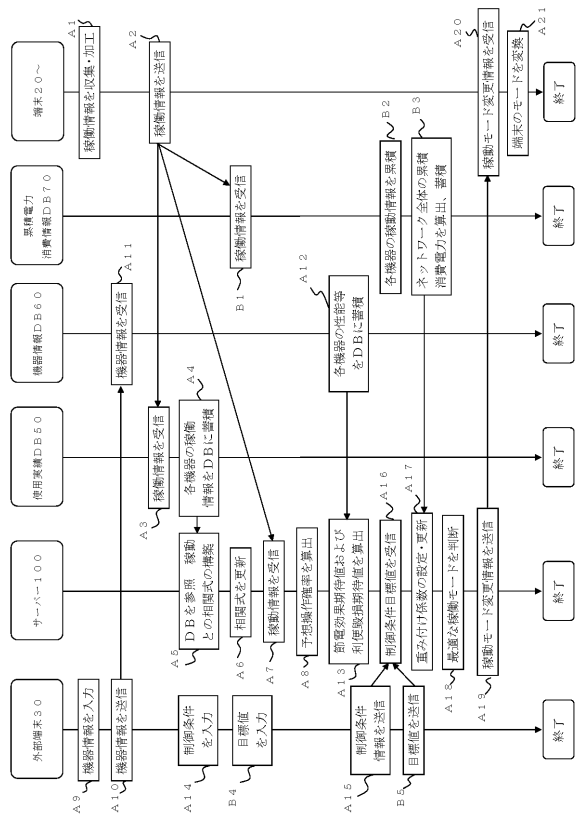 端末20～
A1
稼働情報を収集・加工
A2
稼働情報を送信
A20
稼働モード変更情報を受信
A21
端末のモードを変換
終了
累積電力
消費情報DB70
稼働情報を受信
B1
B2
各機器の稼動情報を累積
B3
ネットワーク全体の累積
消費電力を算出、蓄積
終了
機器情報DB60
A11
機器情報を受信
A12
各機器の性能等
をDBに蓄積
終了
使用実績DB50
稼働情報を受信
A3
A4
各機器の稼働
情報をDBに蓄積
終了
サーバー100
DBを参照　稼動
との相関式の構築
A5
相関式を更新
A6
稼動情報を受信
A7
予想操作確率を算出
A8
節電効果期待値および
利便毀損期待値を算出
A13
A16
制御条件目標値を受信
A17
重み付け係数の設定・更新
最適な稼働モードを判断
A18
稼動モード変更情報を送信
A19
終了
外部端末30
機器情報を入力
A9
機器情報を送信
A10
制御条件
を入力
A14
目標値
を入力
B4
制御条件
情報を送信
A15
目標値を送信
B5
終了